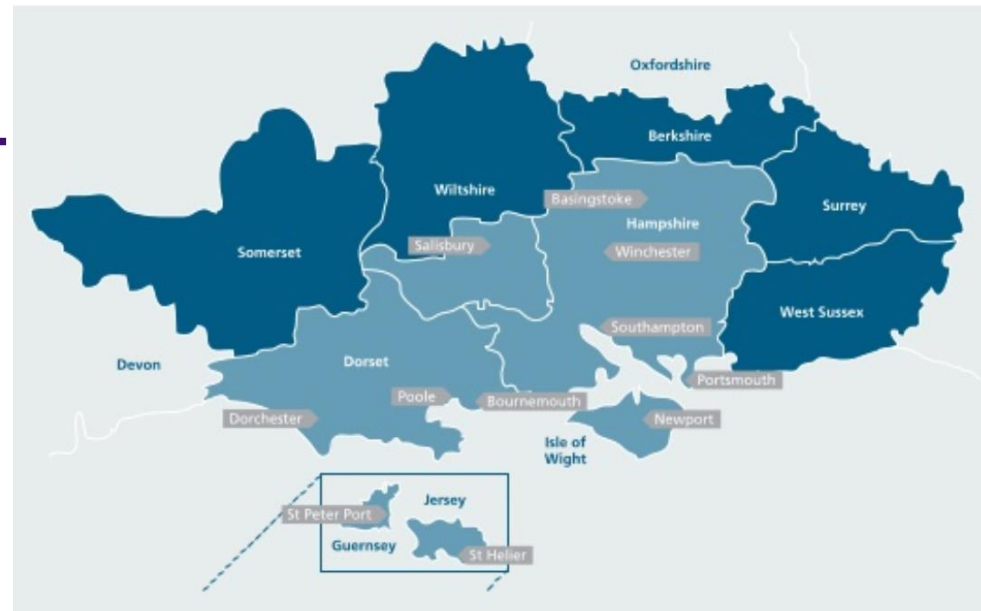 Oxfordshire
Berkshire
Wiltshire
Basingstoke
Surrey
Hampshire
Salisbury
Somerset
Winchester
West Sussex
Southampton
Devon
Dorset
Portsmouth
Poole
Bournemouth
Dorchester
Newport
Isle of
Wight
Jersey
St Peter Port
Guernsey
St Helier